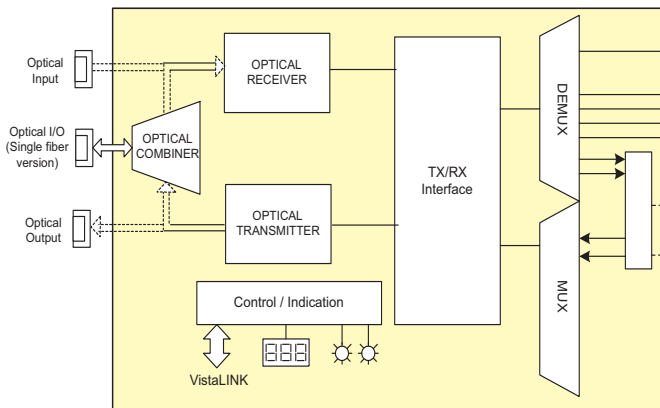 Optical
Input
OPTICAL
RECEIVER
Optical I/O
(Single fiber
version)
OPTICAL
COMBINER
TX/RX
Interface
DEMUX
Optical
Output
OPTICAL
TRANSMITTER
MUX
Control / Indication
888
VistaLINK